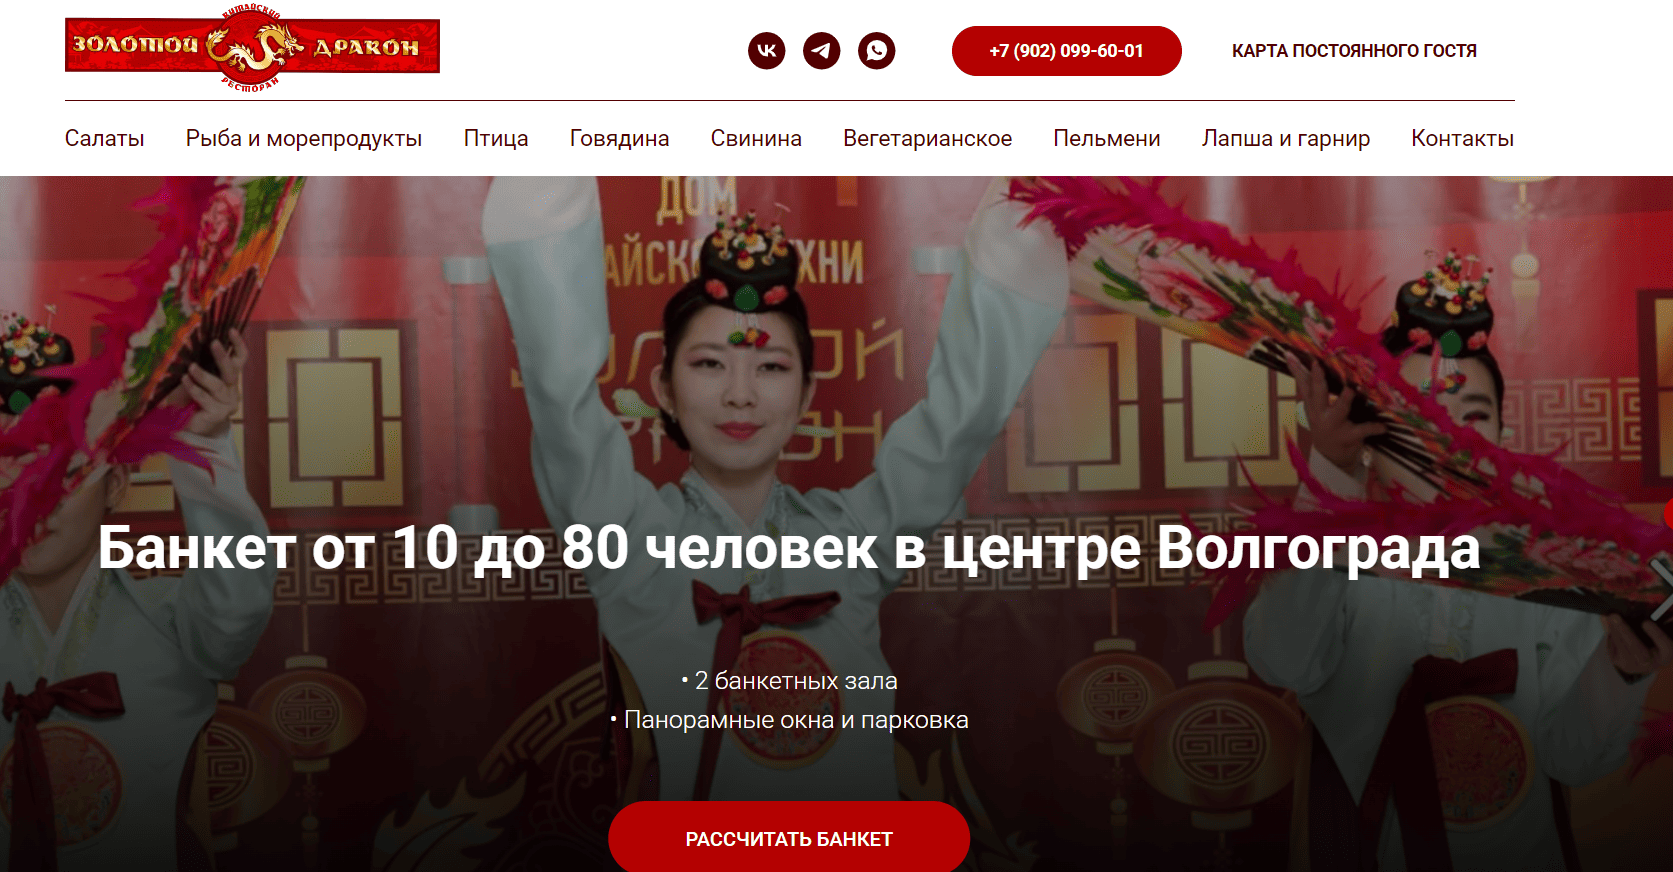 КИТАЙСКИЙ
ЗОЛОТОЙ ДРАКОН
РЕСТОРАН
+7 (902) 099-60-01
КАРТА ПОСТОЯННОГО ГОСТЯ
Салаты Рыба и морепродукты Птица Говядина Свинина Вегетарианское Пельмени Лапша и гарнир Контакты
ДОМ
Банкет от 10 до 80 человек в центре Волгограда
• 2 банкетных зала
• Панорамные окна и парковка
РАССЧИТАТЬ БАНКЕТ